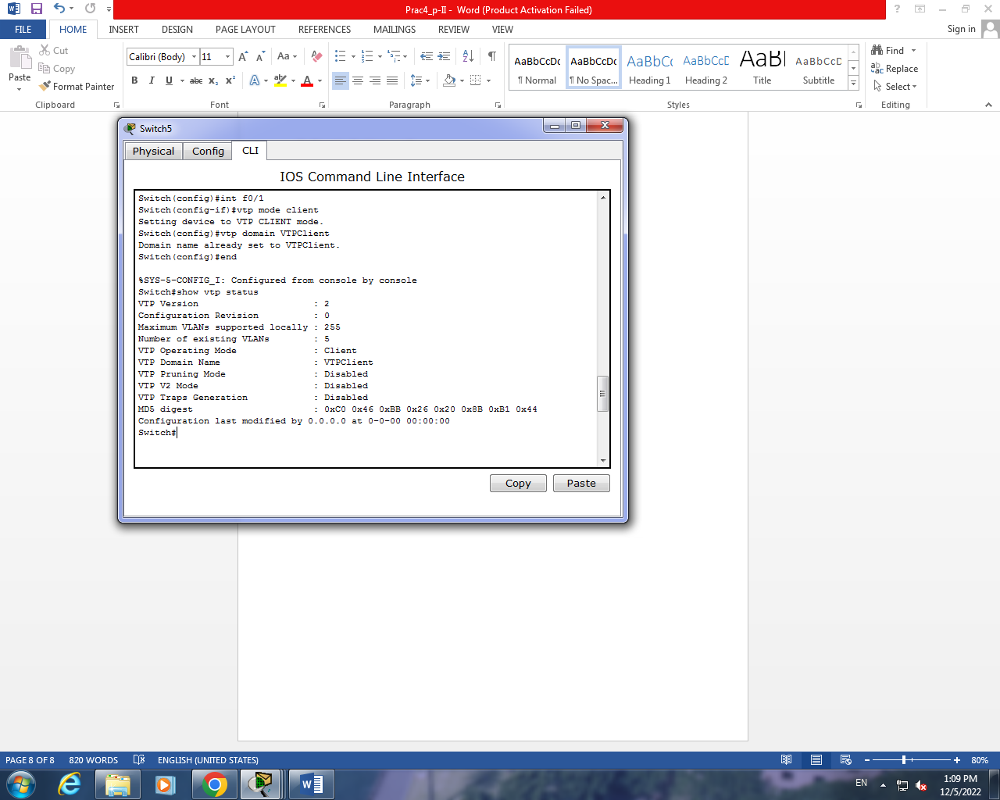 Prac4_p-II - Word (Product Activation Failed)
FILE HOME INSERT DESIGN PAGE LAYOUT REFERENCES MAILINGS REVIEW VIEW Sign in
Paste
Cut
Copy
Format Painter
Clipboard
Calibri (Body) 11
Font
Paragraph
AaBbCcDc AaBbCcDc AaBbCc AaBbCcD AaB AaBbCcD
¶ Normal ¶ No Spac... Heading 1 Heading 2 Title Subtitle
Styles
Find
Replace
Select
Editing
Switch5
Physical Config CLI
IOS Command Line Interface
Switch(config)#int f0/1
Switch(config-if)#vtp mode client
Setting device to VTP CLIENT mode.
Switch(config)#vtp domain VTPClient
Domain name already set to VTPClient.
Switch(config)#end
%SYS-5-CONFIG_I: Configured from console by console
Switch#show vtp status
VTP Version : 2
Configuration Revision : 0
Maximum VLANs supported locally : 255
Number of existing VLANs : 5
VTP Operating Mode : Client
VTP Domain Name : VTPClient
VTP Pruning Mode : Disabled
VTP V2 Mode : Disabled
VTP Traps Generation : Disabled
MD5 digest : 0xC0 0x46 0xBB 0x26 0x20 0x8B 0xB1 0x44
Configuration last modified by 0.0.0.0 at 0-0-00 00:00:00
Switch#
Copy Paste
PAGE 8 OF 8 820 WORDS ENGLISH (UNITED STATES) 80%
EN
1:09 PM
12/5/2022